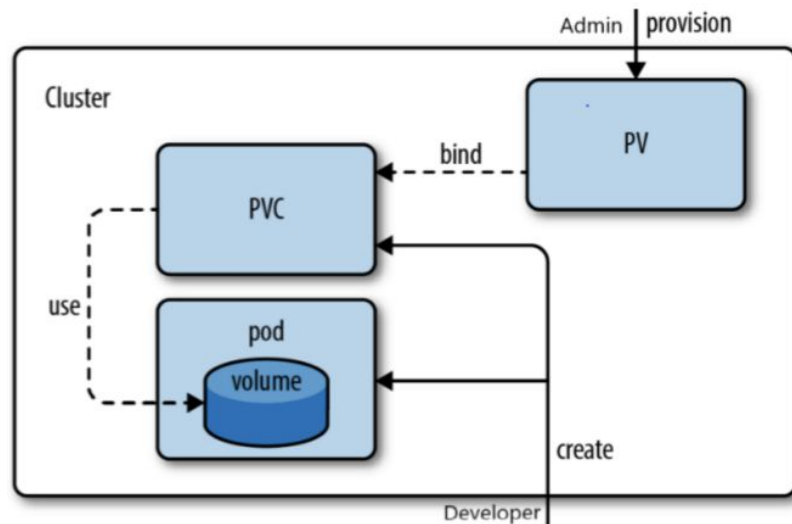 Admin provision
Cluster
PV
bind
PVC
use
pod
volume
create
Developer